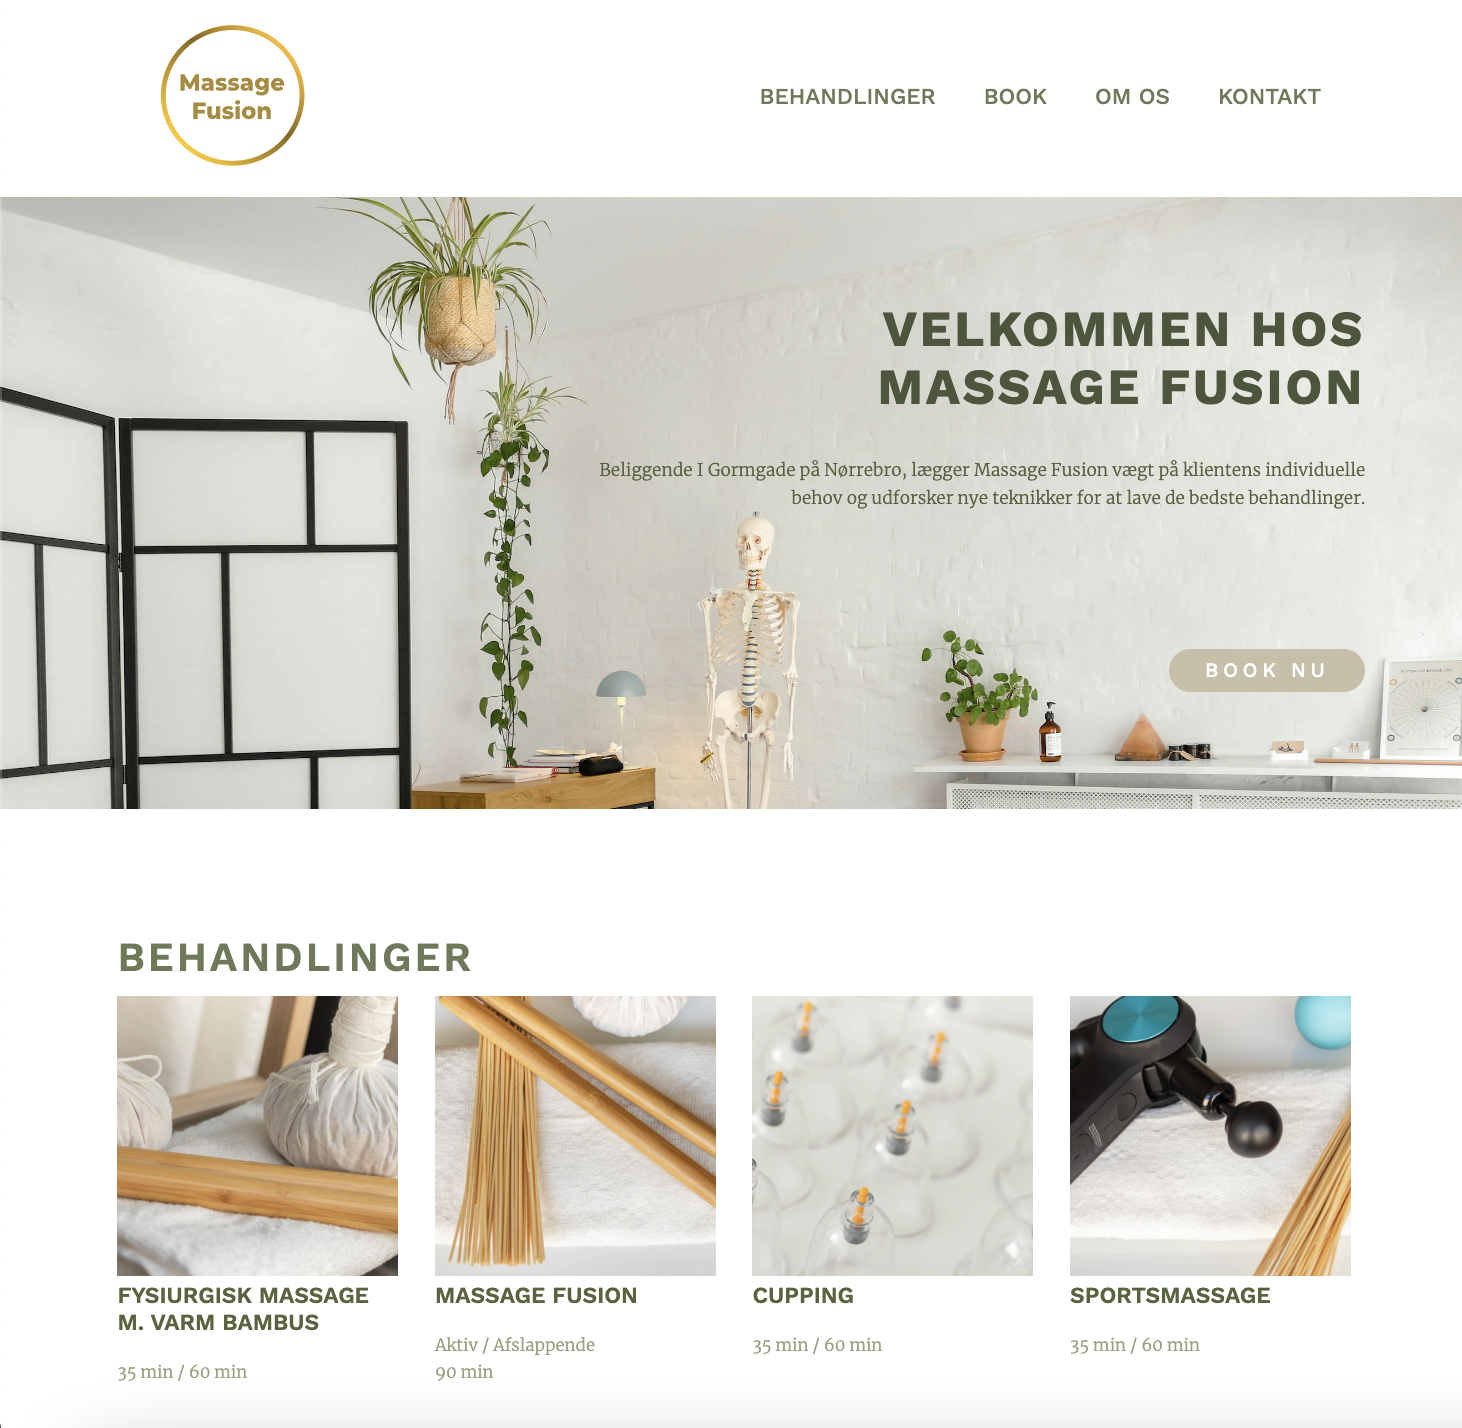 Massage
Fusion
BEHANDLINGER BOOK OM OS KONTAKT
VELKOMMEN HOS
MASSAGE FUSION
Beliggende I Gormgade på Nørrebro, lægger Massage Fusion vægt på klientens individuelle
behov og udforsker nye teknikker for at lave de bedste behandlinger.
BOOK NU
BEHANDLINGER
FYSIURGISK MASSAGE
M. VARM BAMBUS
35 min / 60 min
MASSAGE FUSION
Aktiv / Afslappende
90 min
CUPPING
35 min / 60 min
SPORTSMASSAGE
35 min / 60 min